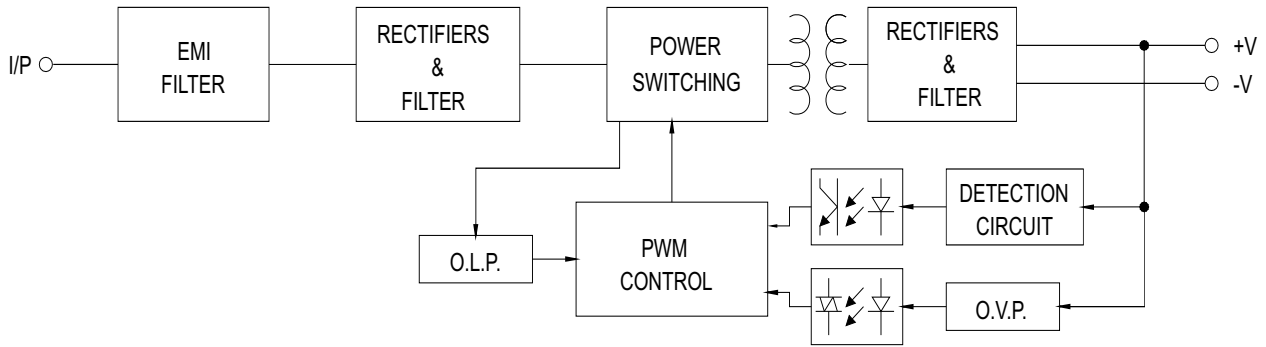 I/P
EMI
FILTER
RECTIFIERS
&
FILTER
POWER
SWITCHING
RECTIFIERS
&
FILTER
+V
-V
DETECTION
CIRCUIT
O.L.P.
PWM
CONTROL
O.V.P.